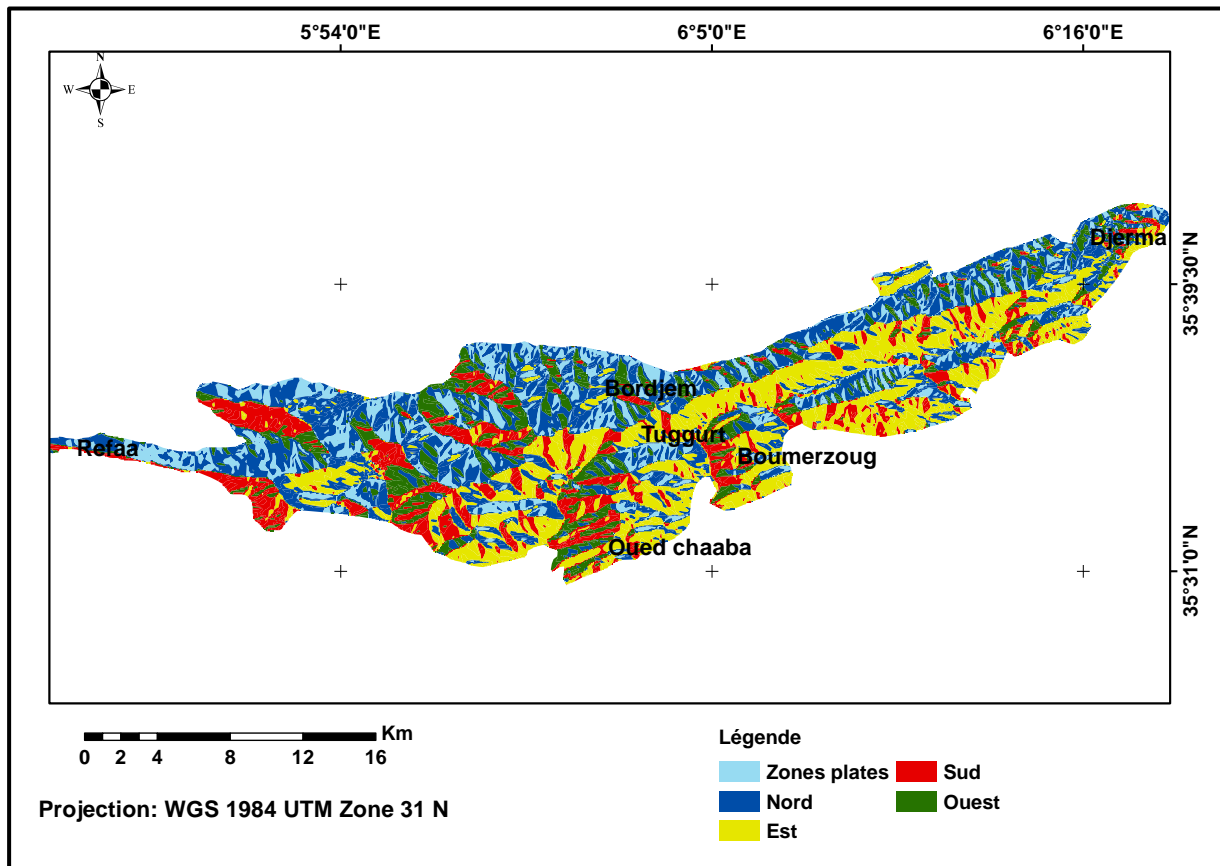 5°54'0"E
6°5'0"E
6°16'0"E
N
W E
S
Djerma
35°39'30"N
Bordjem
Tuggurt
Refaa
Boumerzoug
Oued chaaba
35°31'0"N
Km
0 2 4 8 12 16
Projection: WGS 1984 UTM Zone 31 N
Légende
Zones plates
Nord
Est
Sud
Ouest